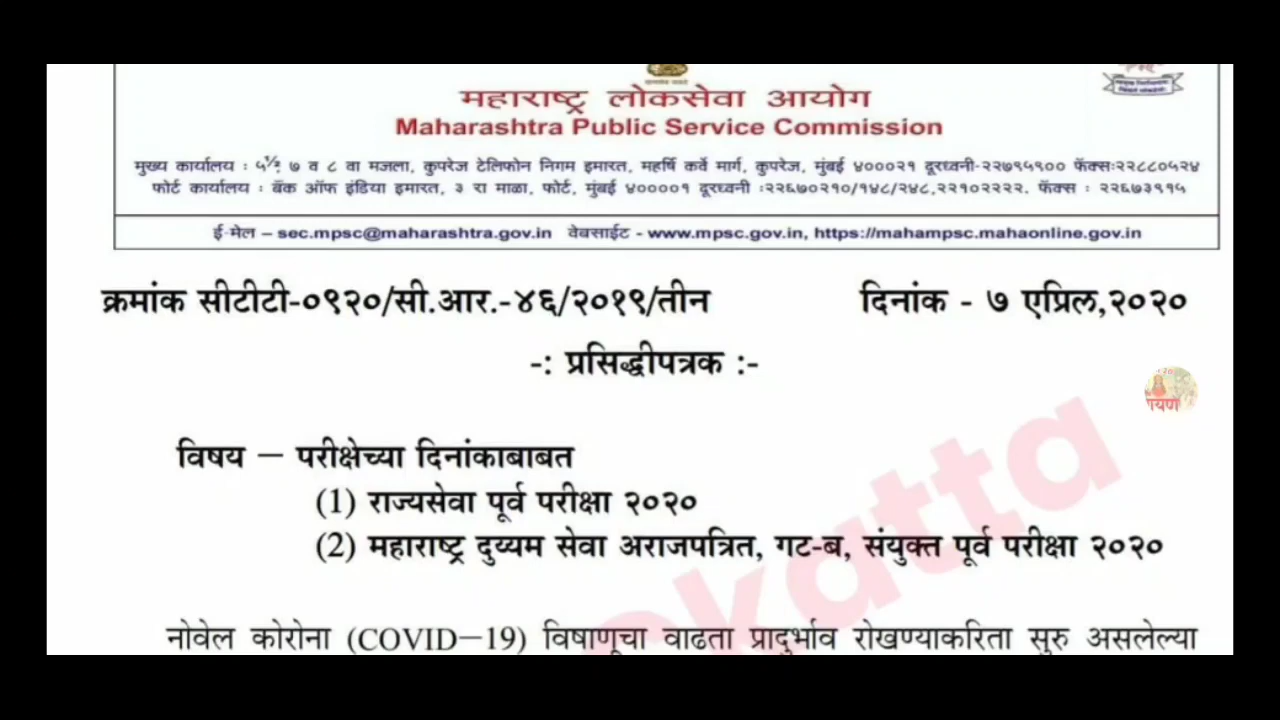 महाराष्ट्र लोकसेवा आयोग
Maharashtra Public Service Commission
मुख्य कार्यालय : ५½, ७ व ८ वा मजला, कुपरेज टेलिफोन निगम इमारत, महर्षि कर्वे मार्ग, कुपरेज, मुंबई ४०००२१ दूरध्वनी-२२७९५९०० फॅक्सः२२८८०५२४
फोर्ट कार्यालय : बँक ऑफ इंडिया इमारत, ३ रा माळा, फोर्ट, मुंबई ४००००१ दूरध्वनी :२२६७०२१०/१४८/२४८,२२१०२२२२. फॅक्स : २२६७३९१५
ई-मेल – sec.mpsc@maharashtra.gov.in वेबसाईट - www.mpsc.gov.in, https://mahampsc.mahaonline.gov.in
क्रमांक सीटीटी-०९२०/सी.आर.-४६/२०१९/तीन दिनांक - ७ एप्रिल,२०२०
-: प्रसिद्धीपत्रक :-
विषय – परीक्षेच्या दिनांकाबाबत
(1) राज्यसेवा पूर्व परीक्षा २०२०
(2) महाराष्ट्र दुय्यम सेवा अराजपत्रित, गट-ब, संयुक्त पूर्व परीक्षा २०२०
नोवेल कोरोना (COVID–19) विषाणूचा वाढता प्रादुर्भाव रोखण्याकरिता सुरु असलेल्या